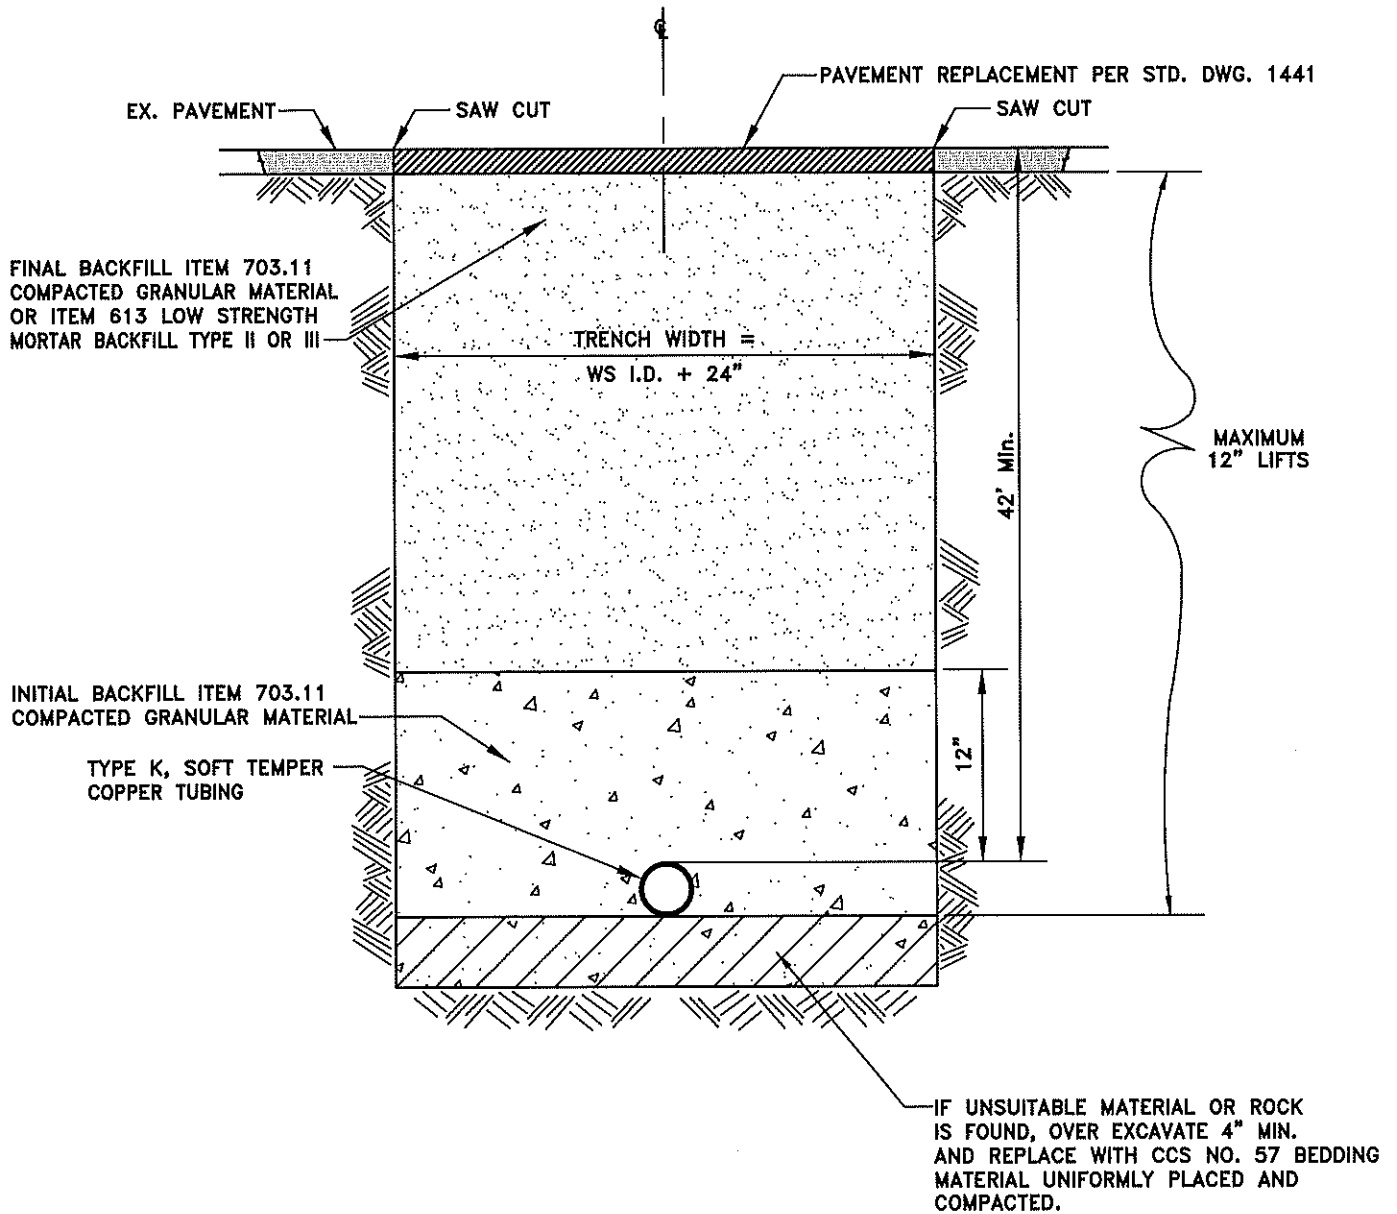 ℄
PAVEMENT REPLACEMENT PER STD. DWG. 1441
EX. PAVEMENT
SAW CUT
SAW CUT
FINAL BACKFILL ITEM 703.11
COMPACTED GRANULAR MATERIAL
OR ITEM 613 LOW STRENGTH
MORTAR BACKFILL TYPE II OR III
TRENCH WIDTH =
WS I.D. + 24"
42' Min.
MAXIMUM
12" LIFTS
INITIAL BACKFILL ITEM 703.11
COMPACTED GRANULAR MATERIAL
12"
TYPE K, SOFT TEMPER
COPPER TUBING
IF UNSUITABLE MATERIAL OR ROCK
IS FOUND, OVER EXCAVATE 4" MIN.
AND REPLACE WITH CCS NO. 57 BEDDING
MATERIAL UNIFORMLY PLACED AND
COMPACTED.